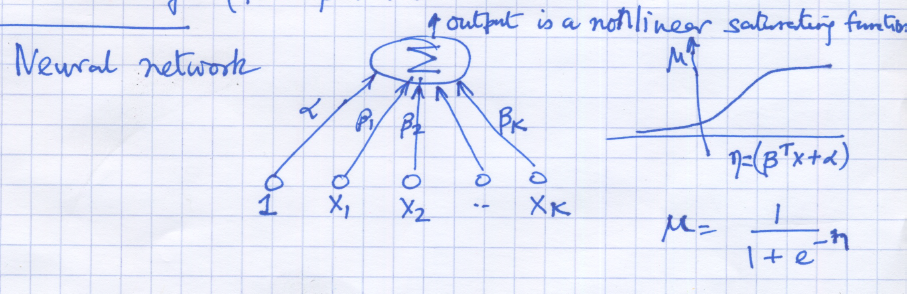 output is a nonlinear saturating function
Neural network
Σ
μ
α
β1
β2
βK
η=(βᵀx+α)
1
X1
X2
..
XK
μ = 1 / (1 + e^-η)